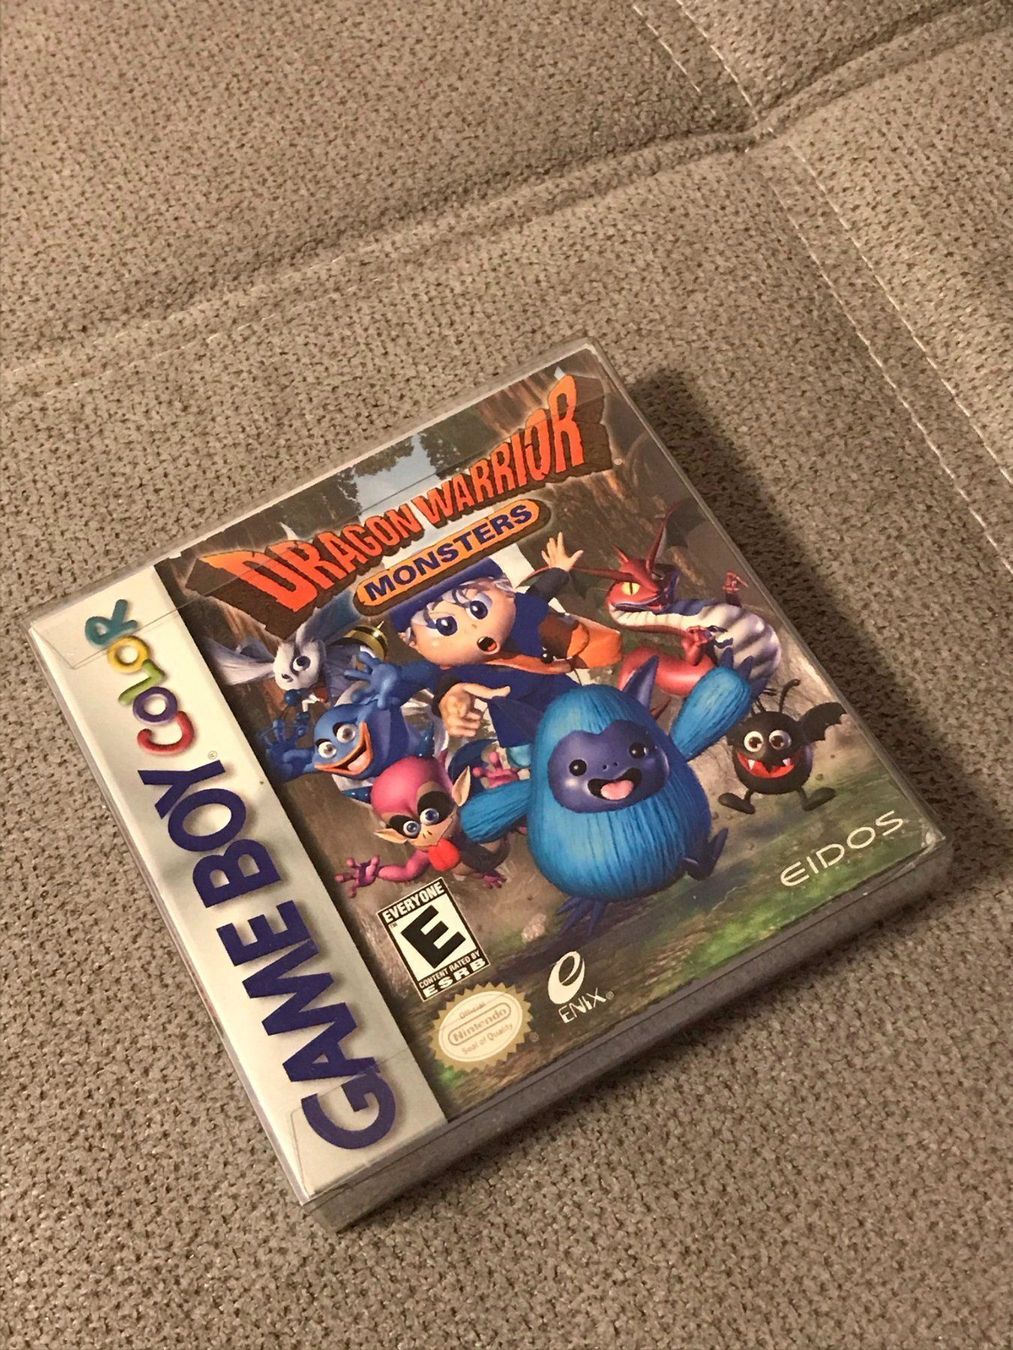 DRAGON WARRIOR
MONSTERS
GAME BOY COLOR
EIDOS
EVERYONE
E
CONTENT RATED BY
ESRB
ENIX®
Official
Nintendo
Seal of Quality